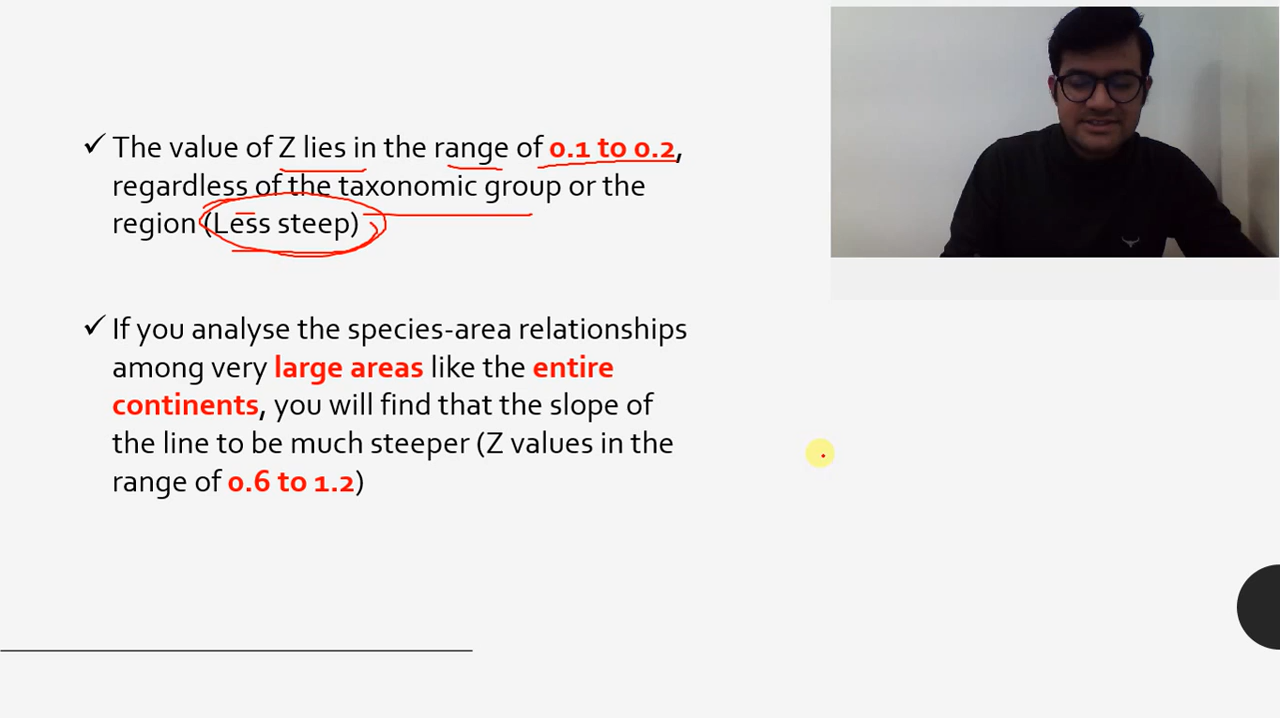 ✓ The value of Z lies in the range of 0.1 to 0.2,
regardless of the taxonomic group or the
region (Less steep)
✓ If you analyse the species-area relationships
among very large areas like the entire
continents, you will find that the slope of
the line to be much steeper (Z values in the
range of 0.6 to 1.2)